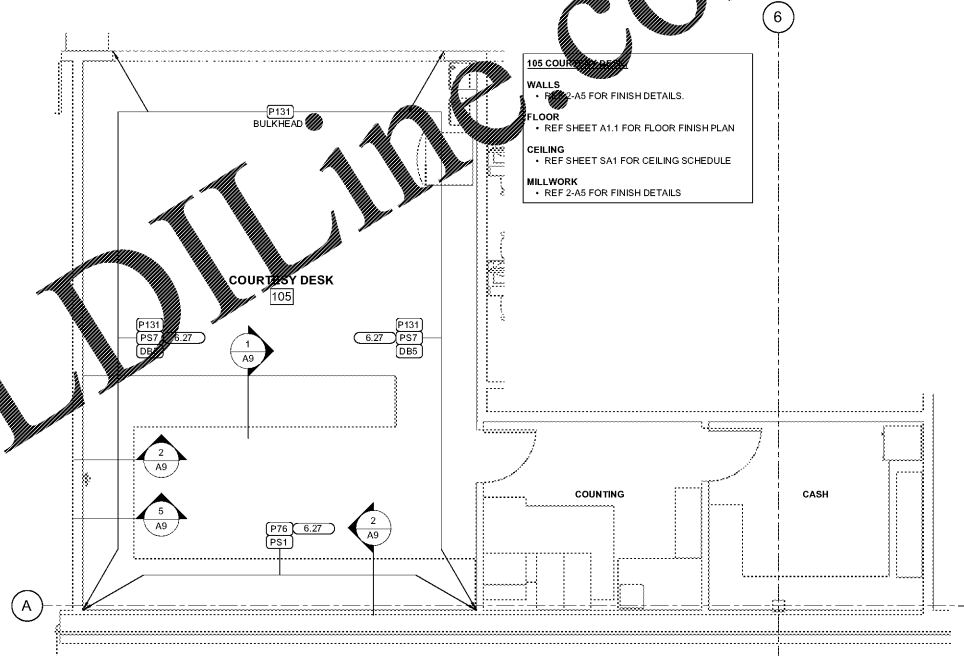 6
105 COURTESY DESK
WALLS
• REF 2-A5 FOR FINISH DETAILS.
FLOOR
• REF SHEET A1.1 FOR FLOOR FINISH PLAN
CEILING
• REF SHEET SA1 FOR CEILING SCHEDULE
MILLWORK
• REF 2-A5 FOR FINISH DETAILS
P131
BULKHEAD
LDILine.co
COURTESY DESK
105
P131
PS7 6.27
DB5
P131
6.27 PS7
DB5
1
A9
2
A9
5
A9
P76 6.27
PS1
2
A9
COUNTING
CASH
A